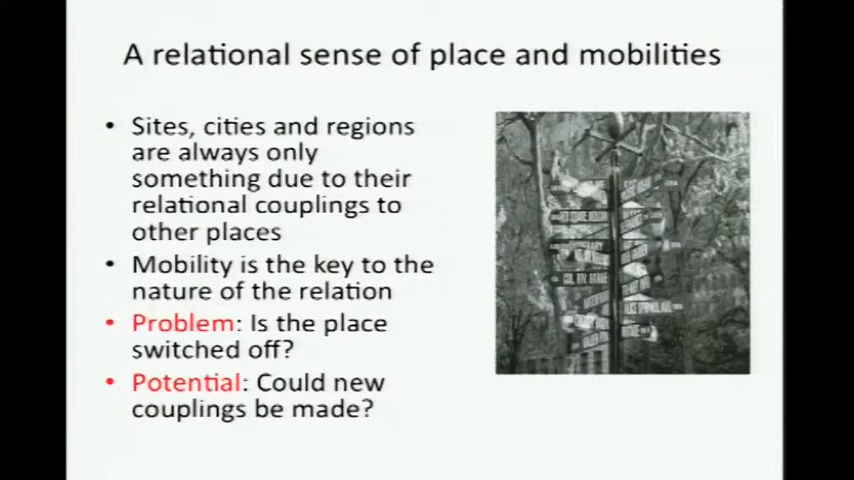 A relational sense of place and mobilities
• Sites, cities and regions
are always only
something due to their
relational couplings to
other places
• Mobility is the key to the
nature of the relation
• Problem: Is the place
switched off?
• Potential: Could new
couplings be made?